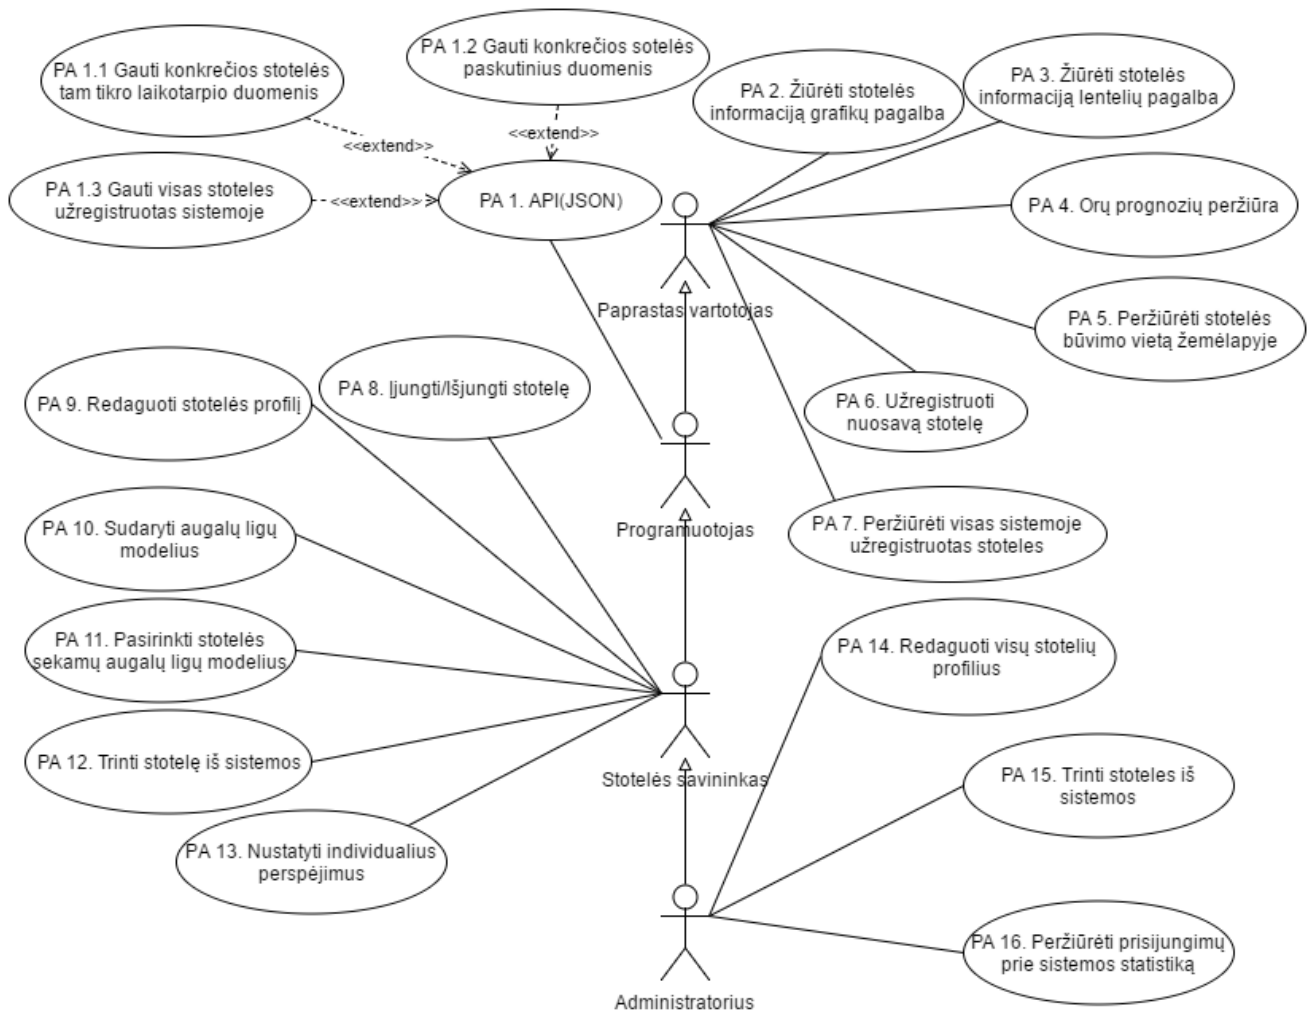 PA 1.1 Gauti konkrečios stotelės
tam tikro laikotarpio duomenis
PA 1.2 Gauti konkrečios sotelės
paskutinius duomenis
PA 2. Žiūrėti stotelės
informaciją grafikų pagalba
PA 3. Žiūrėti stotelės
informaciją lentelių pagalba
<<extend>>
<<extend>>
PA 1.3 Gauti visas stoteles
užregistruotas sistemoje
<<extend>>
PA 1. API(JSON)
PA 4. Orų prognozių peržiūra
Paprastas vartotojas
PA 5. Peržiūrėti stotelės
būvimo vietą žemėlapyje
PA 9. Redaguoti stotelės profilį
PA 8. Įjungti/Išjungti stotelę
PA 6. Užregistruoti
nuosavą stotelę
Programuotojas
PA 7. Peržiūrėti visas sistemoje
užregistruotas stoteles
PA 10. Sudaryti augalų ligų
modelius
PA 11. Pasirinkti stotelės
sekamų augalų ligų modelius
PA 14. Redaguoti visų stotelių
profilius
PA 12. Trinti stotelę iš sistemos
Stotelės savininkas
PA 15. Trinti stoteles iš
sistemos
PA 13. Nustatyti individualius
perspėjimus
PA 16. Peržiūrėti prisijungimų
prie sistemos statistiką
Administratorius